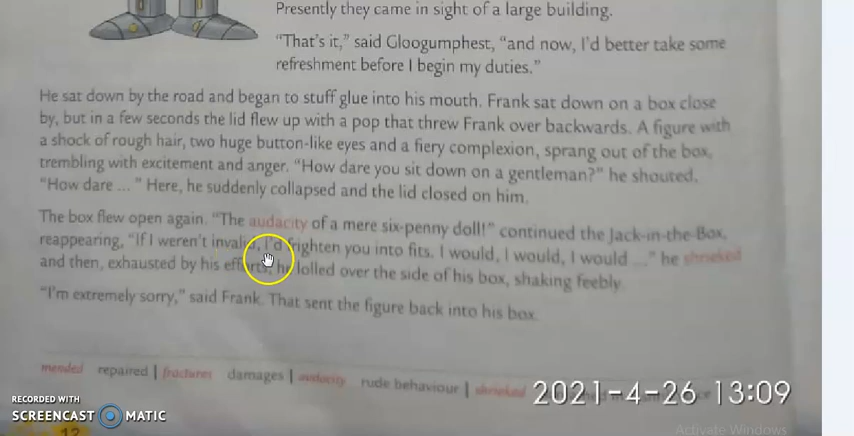 Presently they came in sight of a large building.
"That's it," said Gloogumphest, "and now, I'd better take some
refreshment before I begin my duties."
He sat down by the road and began to stuff glue into his mouth. Frank sat down on a box close
by, but in a few seconds the lid flew up with a pop that threw Frank over backwards. A figure with
a shock of rough hair, two huge button-like eyes and a fiery complexion, sprang out of the box,
trembling with excitement and anger. "How dare you sit down on a gentleman?" he shouted.
"How dare ... " Here, he suddenly collapsed and the lid closed on him.
The box flew open again. "The audacity of a mere six-penny doll!" continued the Jack-in-the-Box,
reappearing, "If I weren't invalid, I'd frighten you into fits. I would, I would, I would ..." he shrieked
and then, exhausted by his efforts, he lolled over the side of his box, shaking feebly.
"I'm extremely sorry," said Frank. That sent the figure back into his box.
mended repaired | fractures damages | audacity rude behaviour | shrieked
2021-4-26 13:09
RECORDED WITH
SCREENCAST MATIC
12
Activate Windows